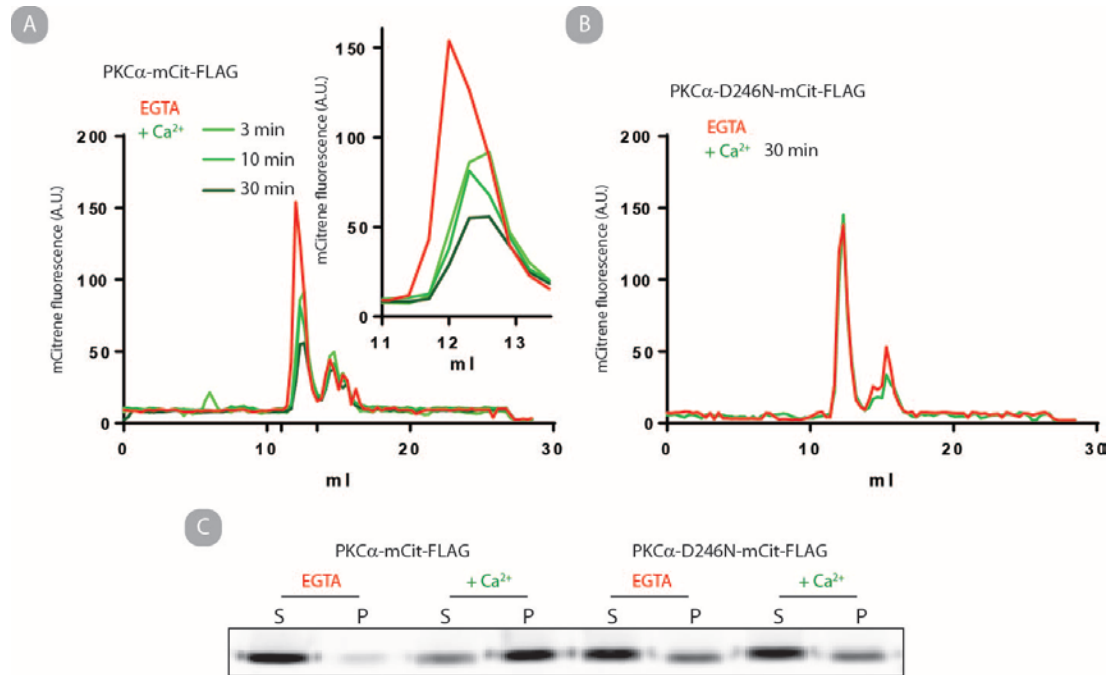 A
PKCα-mCit-FLAG
EGTA
+ Ca²⁺
3 min
10 min
30 min
mCitrene fluorescence (A.U.)
200
150
100
50
0
0 10 20 30
ml
mCitrene fluorescence (A.U.)
150
100
50
0
11 12 13
ml
B
PKCα-D246N-mCit-FLAG
EGTA
+ Ca²⁺ 30 min
mCitrene fluorescence (A.U.)
200
150
100
50
0
0 10 20 30
ml
C
PKCα-mCit-FLAG PKCα-D246N-mCit-FLAG
EGTA + Ca²⁺ EGTA + Ca²⁺
S P S P S P S P